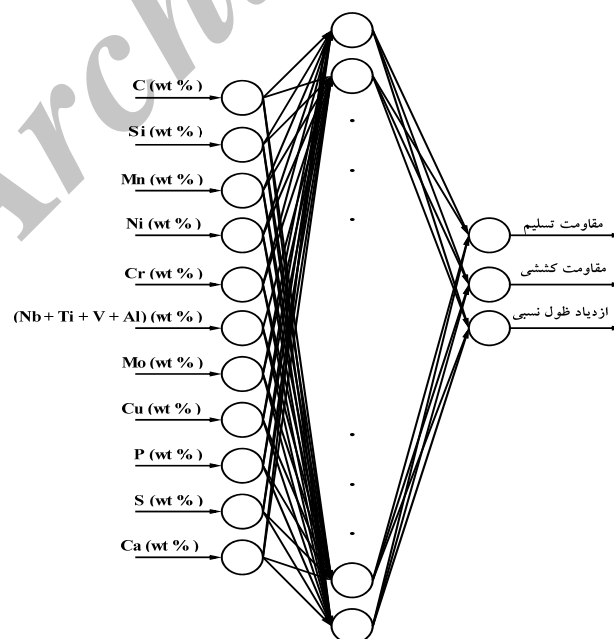 C (wt % )
Si (wt % )
Mn (wt % )
Ni (wt % )
Cr (wt % )
(Nb + Ti + V + Al) (wt % )
Mo (wt % )
Cu (wt % )
P (wt % )
S (wt % )
Ca (wt % )
مقاومت تسلیم
مقاومت کششی
ازدیاد طول نسبی